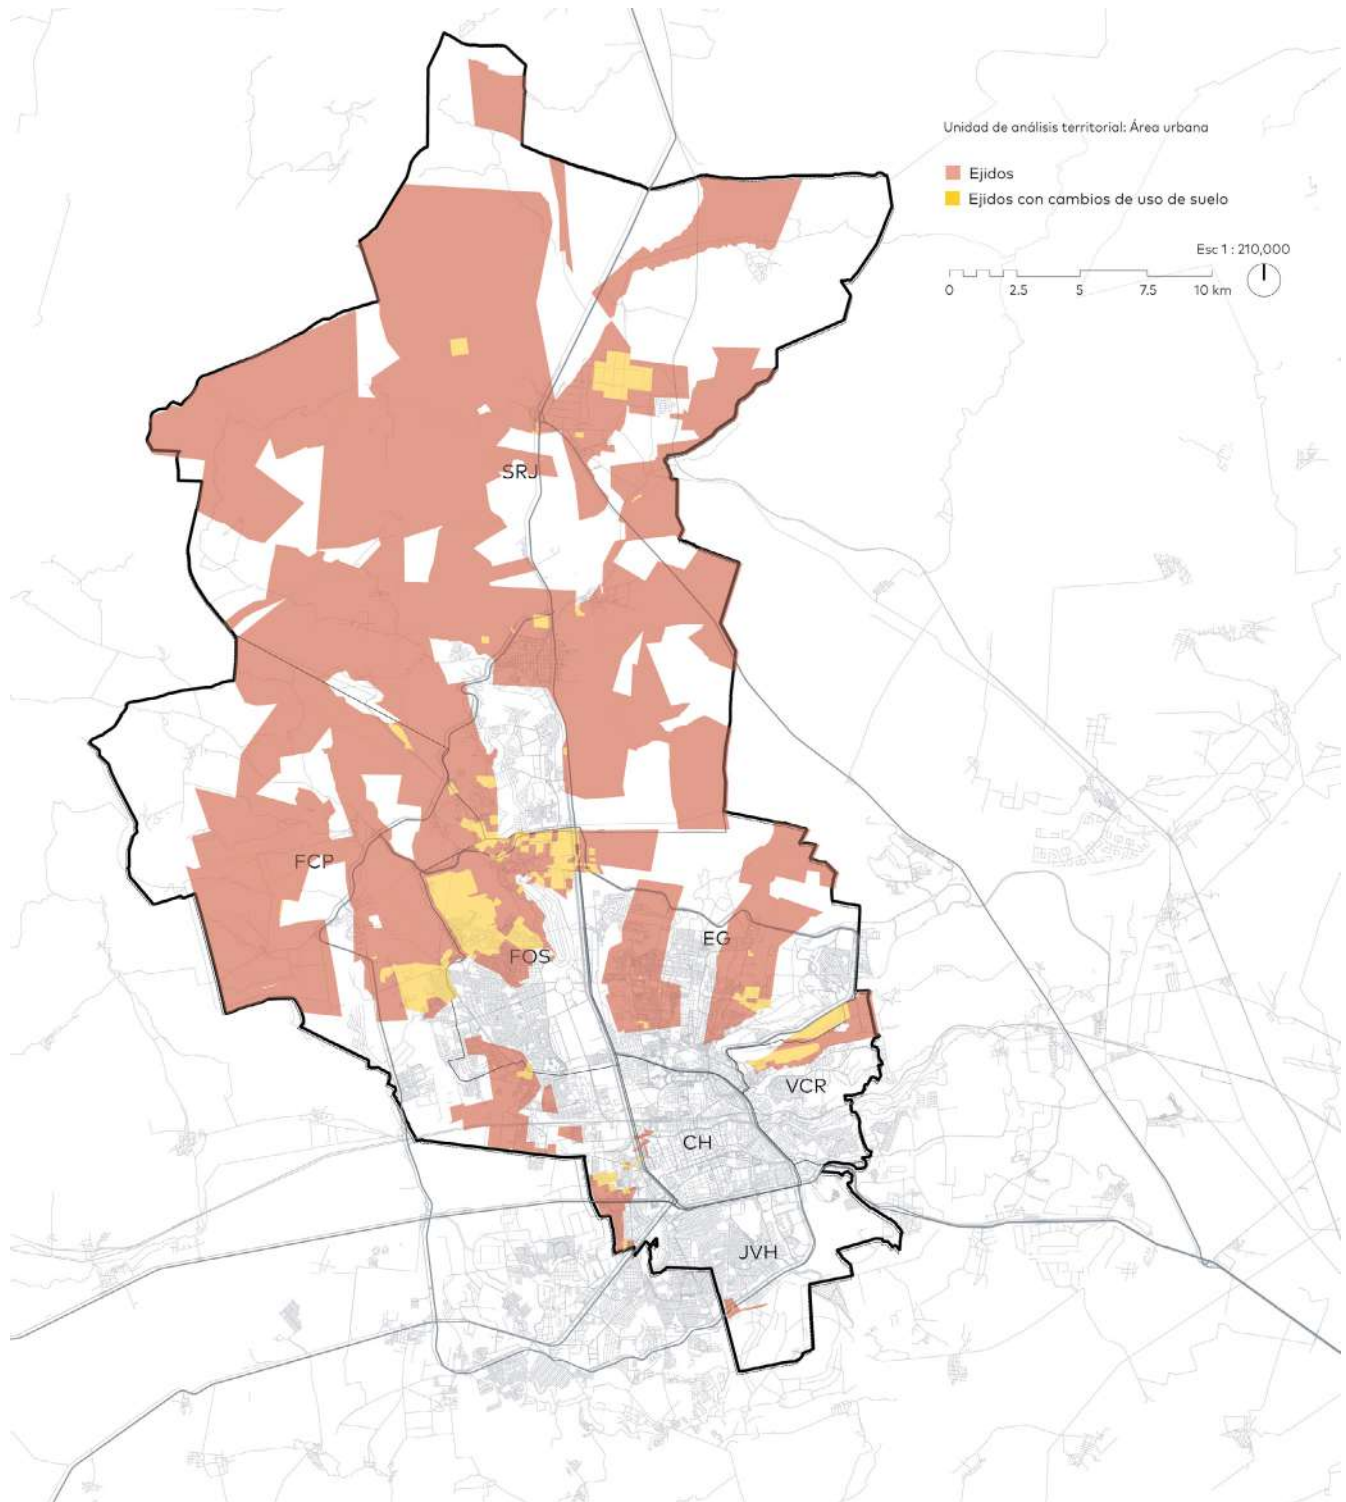 Unidad de análisis territorial: Área urbana
Ejidos
Ejidos con cambios de uso de suelo
Esc 1 : 210,000
0 2.5 5 7.5 10 km
SRJ
FCP
EG
FOS
VCR
CH
JVH